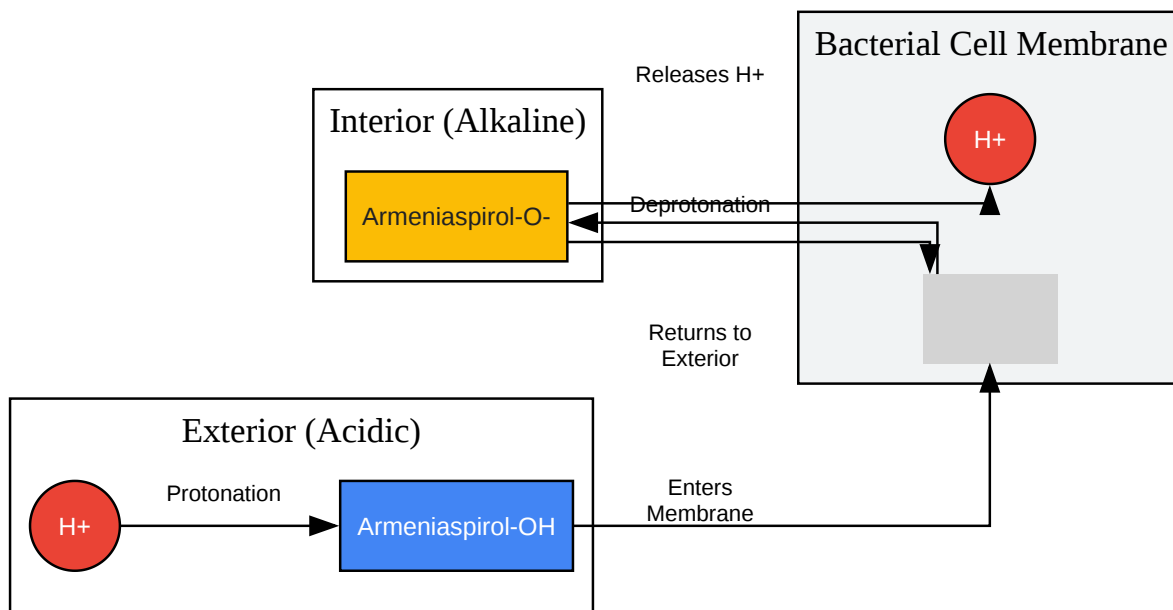 Bacterial Cell Membrane
Releases H+
Interior (Alkaline)
H+
Armeniaspirol-O-
Deprotonation
Returns to
Exterior
Exterior (Acidic)
Protonation
Enters
Membrane
H+
Armeniaspirol-OH